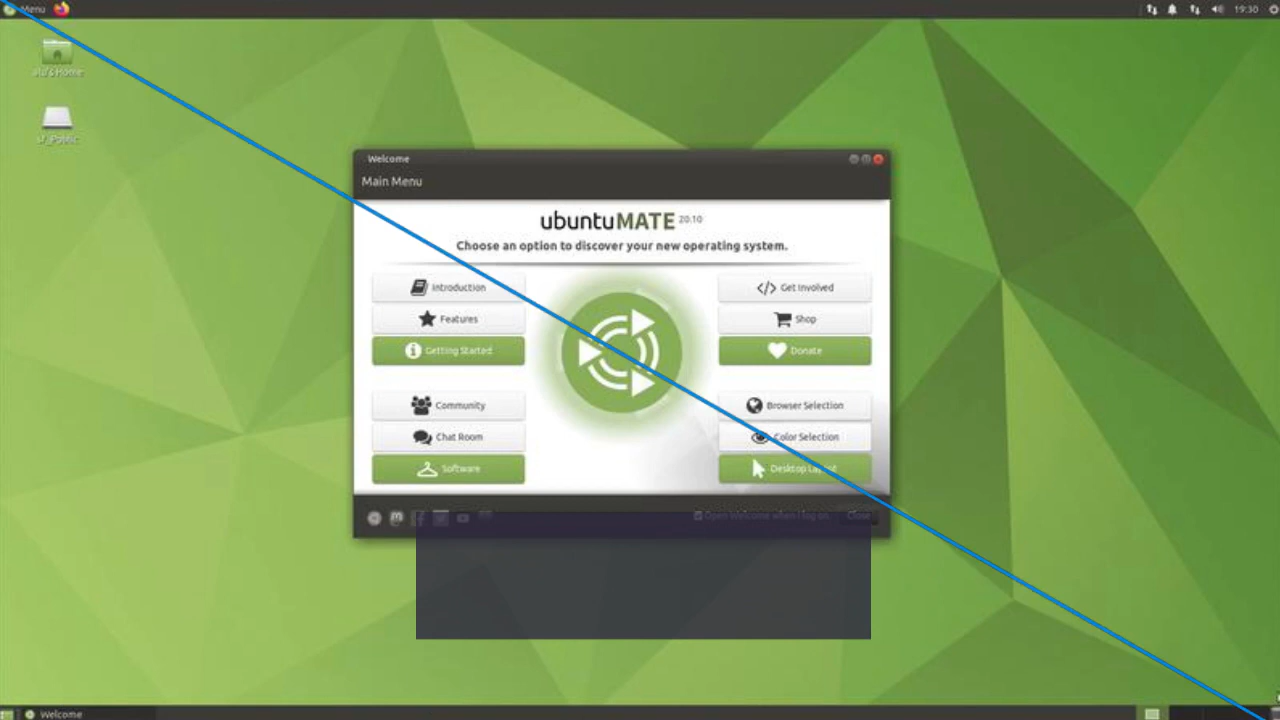 Menu
19:30
Welcome
Main Menu
ubuntuMATE 20.10
Choose an option to discover your new operating system.
Introduction
Get Involved
Features
Shop
Getting Started
Donate
Community
Browser Selection
Chat Room
Color Selection
Software
Desktop Layout
Open Welcome when I log on.
Close
Welcome